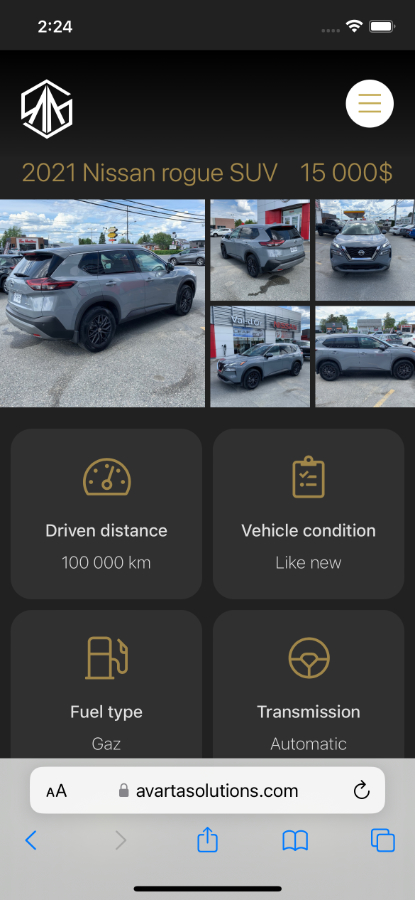 2:24
2021 Nissan rogue SUV 15 000$
Driven distance
100 000 km
Vehicle condition
Like new
Fuel type
Gaz
Transmission
Automatic
AA avartasolutions.com